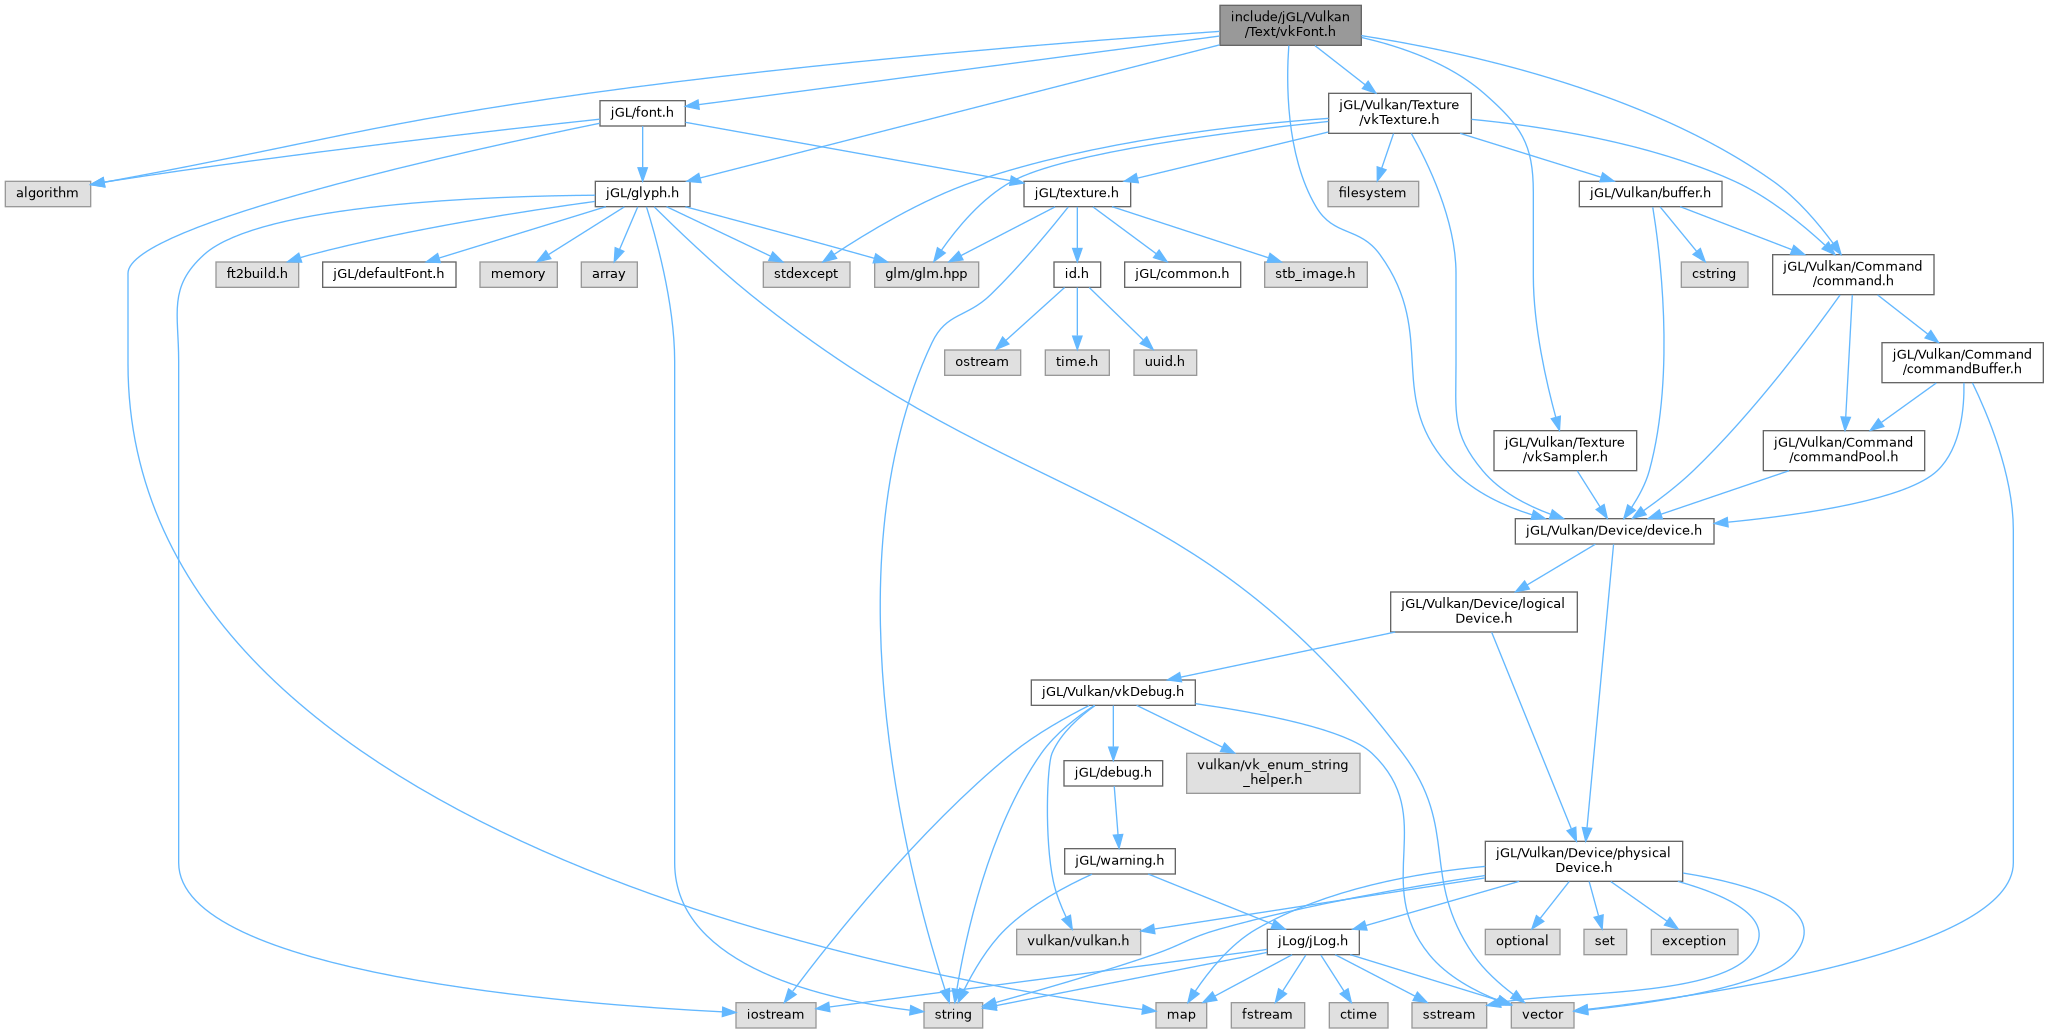 include/jGL/Vulkan
/Text/vkFont.h
jGL/font.h
jGL/Vulkan/Texture
/vkTexture.h
algorithm
jGL/glyph.h
jGL/texture.h
filesystem
jGL/Vulkan/buffer.h
ft2build.h
jGL/defaultFont.h
memory
array
stdexcept
glm/glm.hpp
id.h
jGL/common.h
stb_image.h
cstring
jGL/Vulkan/Command
/command.h
ostream
time.h
uuid.h
jGL/Vulkan/Command
/commandBuffer.h
jGL/Vulkan/Texture
/vkSampler.h
jGL/Vulkan/Command
/commandPool.h
jGL/Vulkan/Device/device.h
jGL/Vulkan/Device/logical
Device.h
jGL/Vulkan/vkDebug.h
jGL/debug.h
vulkan/vk_enum_string
_helper.h
jGL/warning.h
jGL/Vulkan/Device/physical
Device.h
vulkan/vulkan.h
jLog/jLog.h
optional
set
exception
iostream
string
map
fstream
ctime
sstream
vector